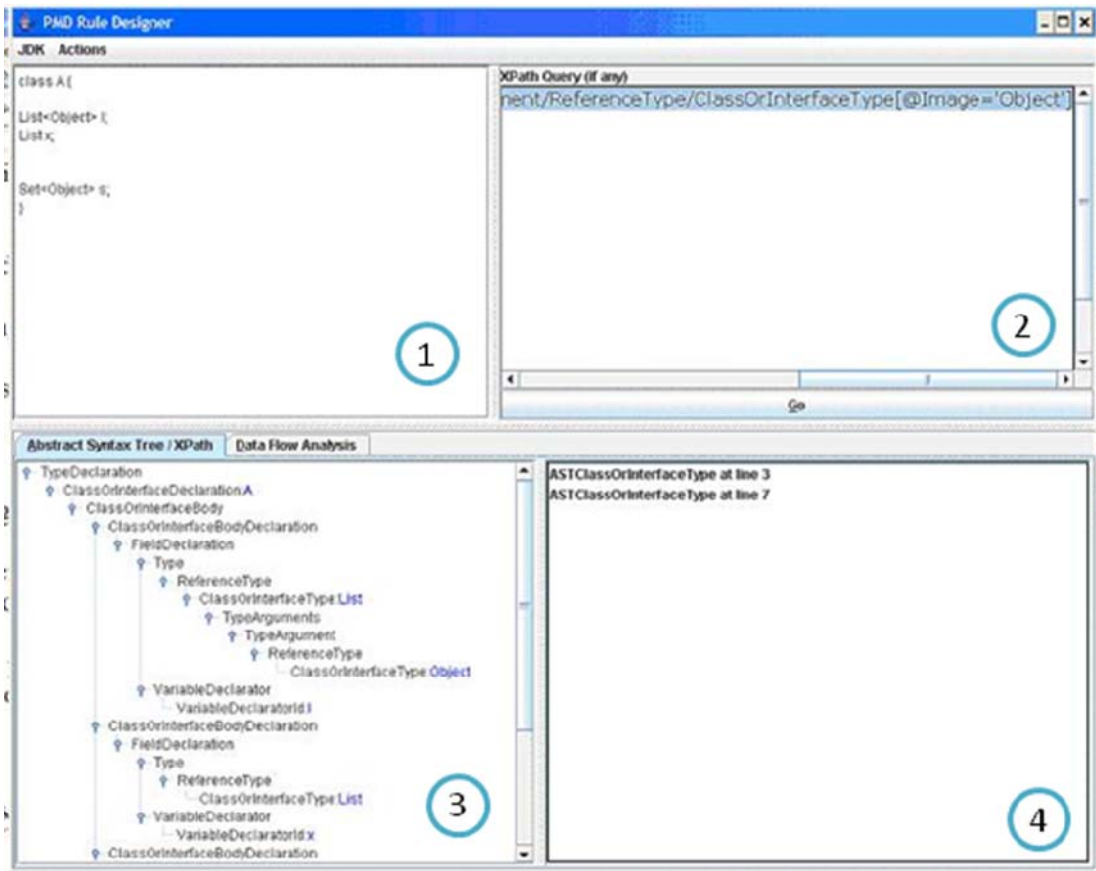 PMD Rule Designer
JDK Actions
class A {
List<Object> l;
List x;
Set<Object> s;
}
1
XPath Query (if any)
nent/ReferenceType/ClassOrInterfaceType[@Image='Object']
2
Go
Abstract Syntax Tree / XPath Data Flow Analysis
TypeDeclaration
ClassOrInterfaceDeclaration:A
ClassOrInterfaceBody
ClassOrInterfaceBodyDeclaration
FieldDeclaration
Type
ReferenceType
ClassOrInterfaceType:List
TypeArguments
TypeArgument
ReferenceType
ClassOrInterfaceType:Object
VariableDeclarator
VariableDeclaratorId:l
ClassOrInterfaceBodyDeclaration
FieldDeclaration
Type
ReferenceType
ClassOrInterfaceType:List
VariableDeclarator
VariableDeclaratorId:x
ClassOrInterfaceBodyDeclaration
3
ASTClassOrInterfaceType at line 3
ASTClassOrInterfaceType at line 7
4